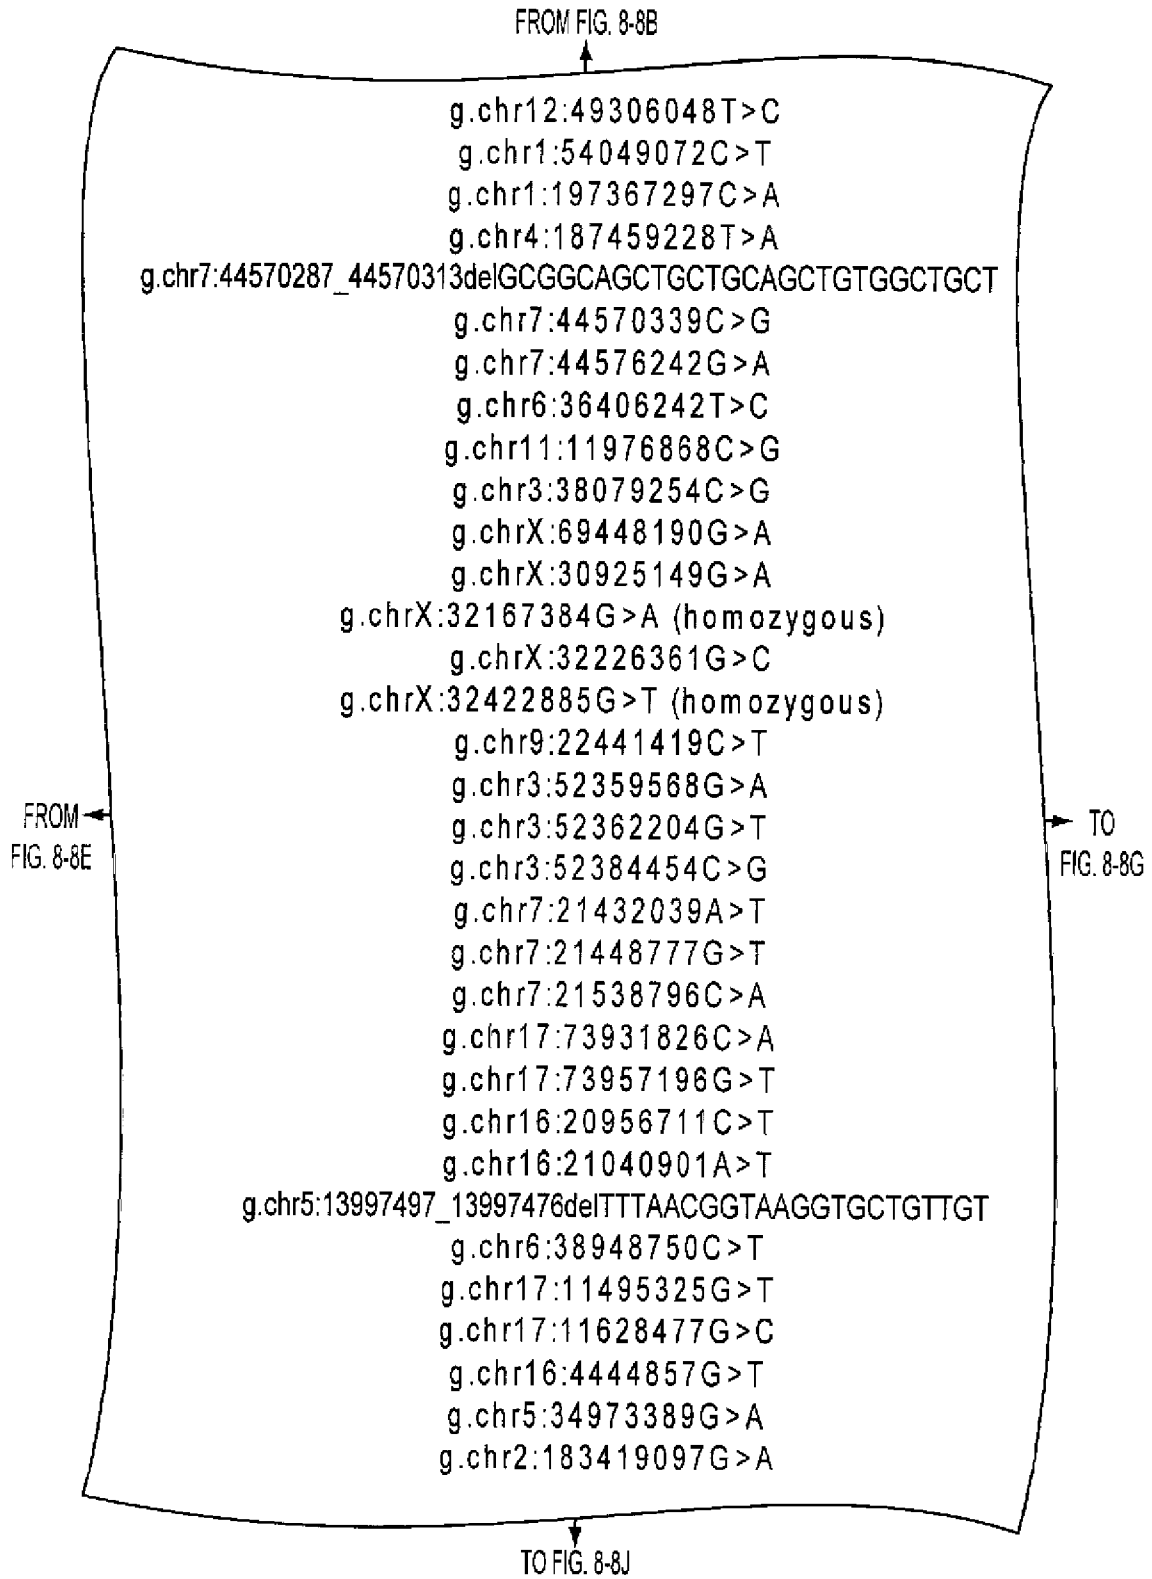 FROM FIG. 8-8B
g.chr12:49306048T>C
g.chr1:54049072C>T
g.chr1:197367297C>A
g.chr4:187459228T>A
g.chr7:44570287_44570313delGCGGCAGCTGCTGCAGCTGTGGCTGCT
g.chr7:44570339C>G
g.chr7:44576242G>A
g.chr6:36406242T>C
g.chr11:11976868C>G
g.chr3:38079254C>G
g.chrX:69448190G>A
g.chrX:30925149G>A
g.chrX:32167384G>A (homozygous)
g.chrX:32226361G>C
g.chrX:32422885G>T (homozygous)
g.chr9:22441419C>T
g.chr3:52359568G>A
g.chr3:52362204G>T
g.chr3:52384454C>G
g.chr7:21432039A>T
g.chr7:21448777G>T
g.chr7:21538796C>A
g.chr17:73931826C>A
g.chr17:73957196G>T
g.chr16:20956711C>T
g.chr16:21040901A>T
g.chr5:13997497_13997476delTTTAACGGTAAGGTGCTGTTGT
g.chr6:38948750C>T
g.chr17:11495325G>T
g.chr17:11628477G>C
g.chr16:4444857G>T
g.chr5:34973389G>A
g.chr2:183419097G>A
FROM
FIG. 8-8E
TO
FIG. 8-8G
TO FIG. 8-8J